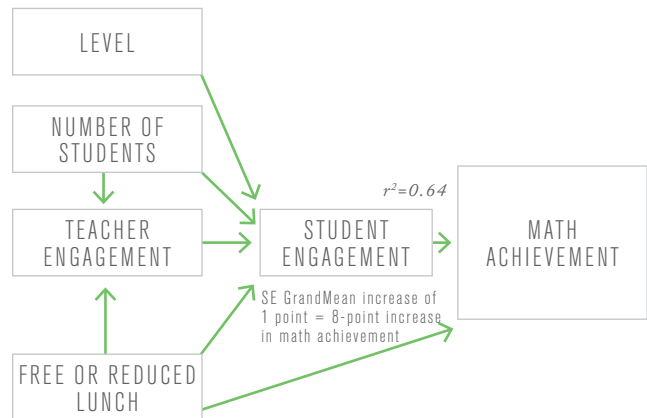 LEVEL
NUMBER OF
STUDENTS
r²=0.64
TEACHER
ENGAGEMENT
STUDENT
ENGAGEMENT
MATH
ACHIEVEMENT
SE GrandMean increase of
1 point = 8-point increase
in math achievement
FREE OR REDUCED
LUNCH